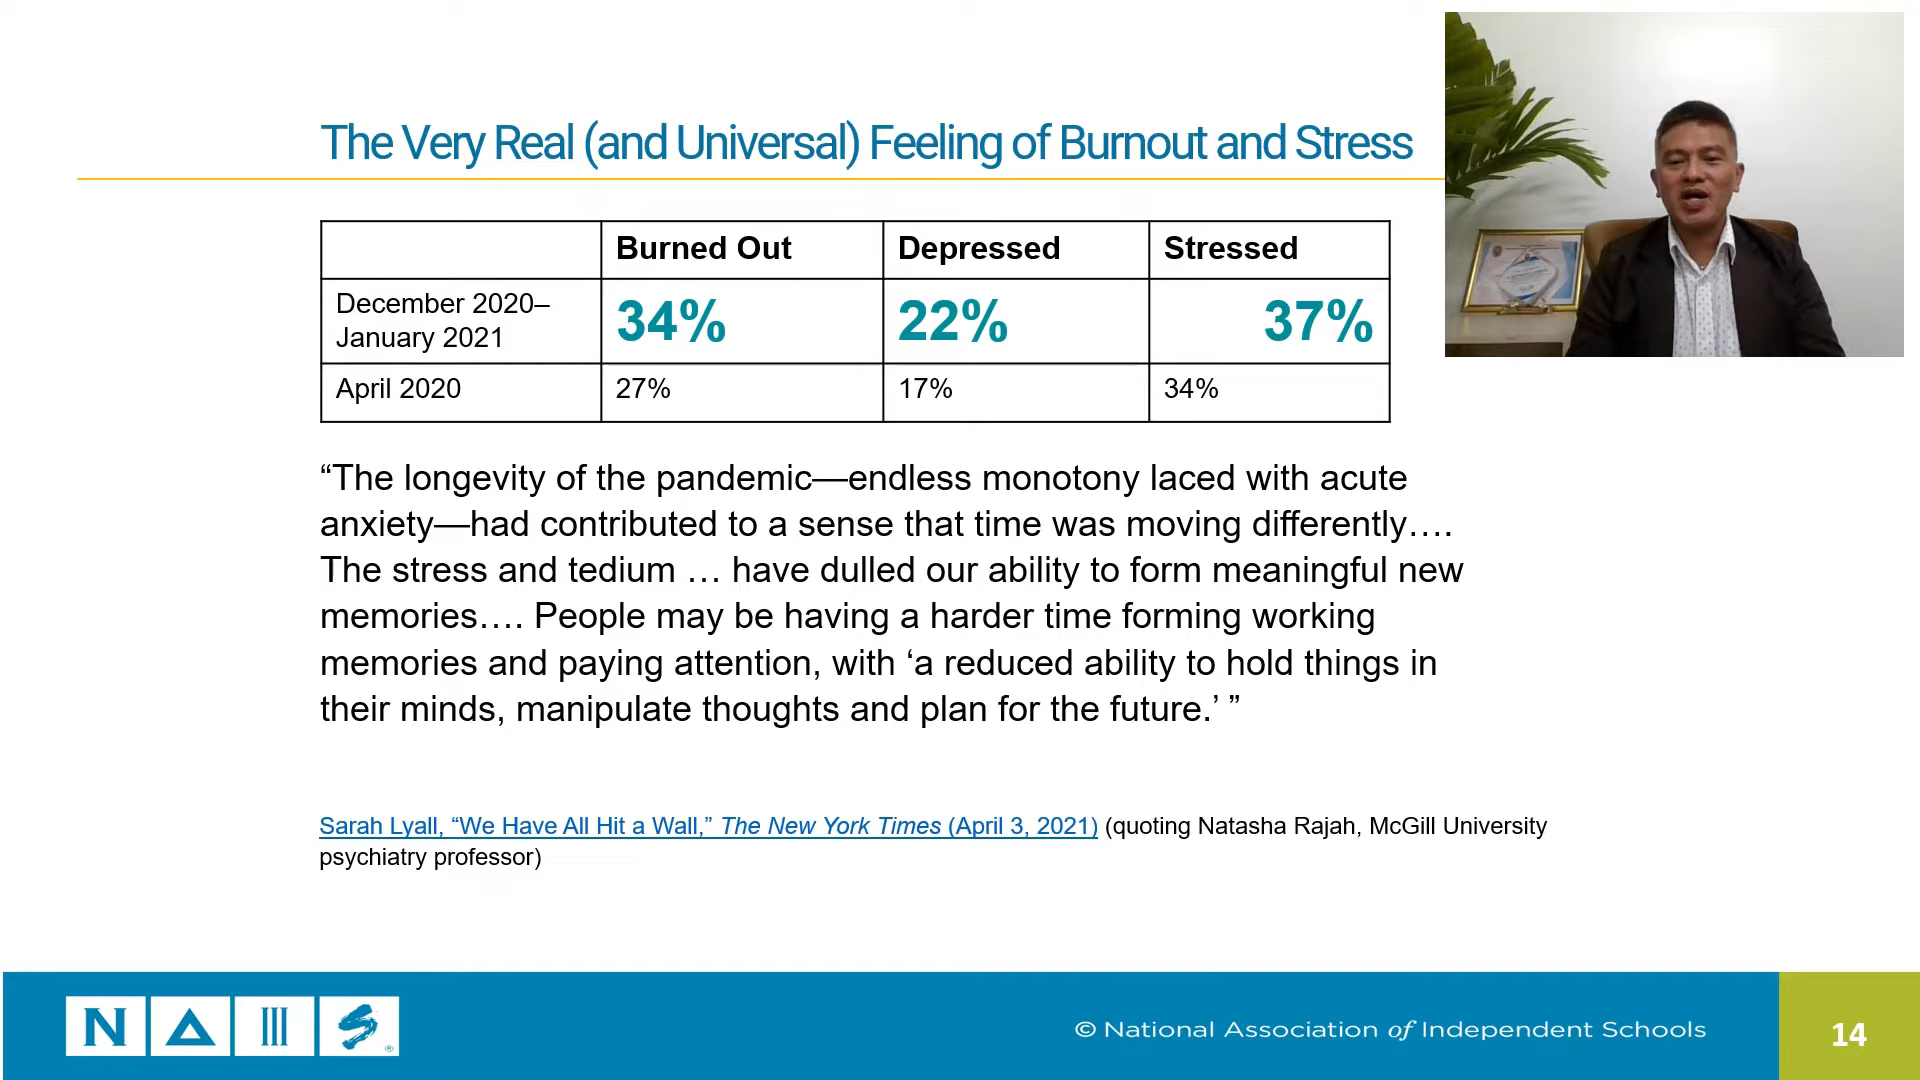 The Very Real (and Universal) Feeling of Burnout and Stress
Burned Out Depressed Stressed
December 2020–
January 2021
34% 22% 37%
April 2020 27% 17% 34%
“The longevity of the pandemic—endless monotony laced with acute
anxiety—had contributed to a sense that time was moving differently….
The stress and tedium … have dulled our ability to form meaningful new
memories…. People may be having a harder time forming working
memories and paying attention, with ‘a reduced ability to hold things in
their minds, manipulate thoughts and plan for the future.’ ”
Sarah Lyall, “We Have All Hit a Wall,” The New York Times (April 3, 2021) (quoting Natasha Rajah, McGill University
psychiatry professor)
NAIS®
© National Association of Independent Schools
14